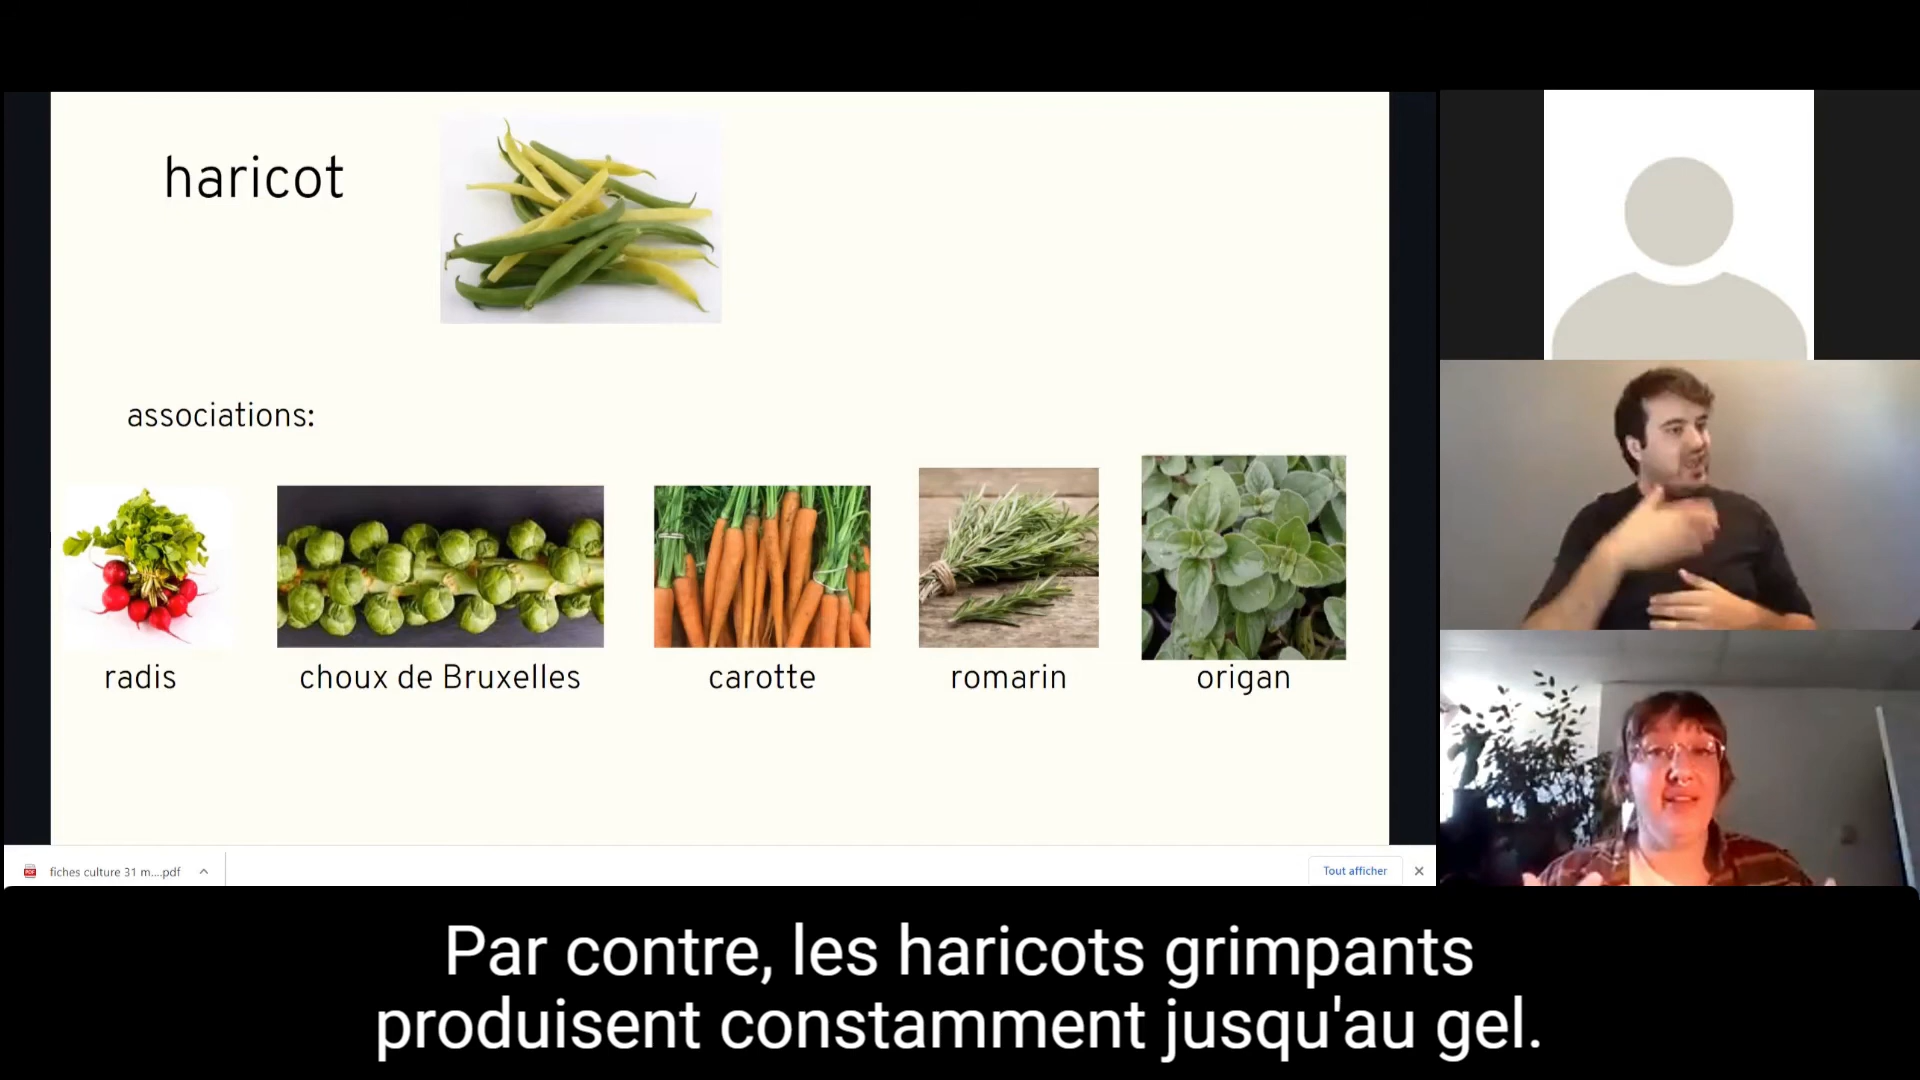 haricot
associations:
radis
choux de Bruxelles
carotte
romarin
origan
fiches culture 31 m....pdf
Tout afficher
Par contre, les haricots grimpants
produisent constamment jusqu'au gel.